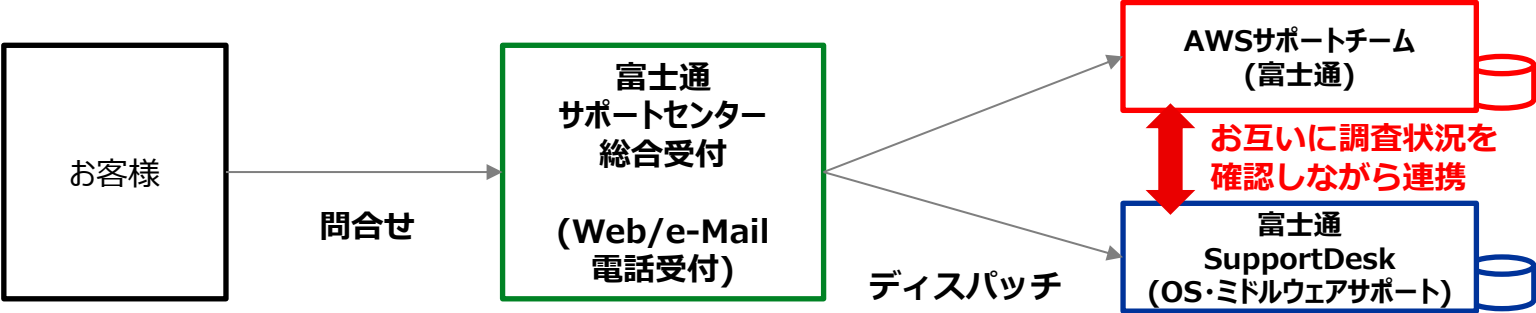 お客様
問合せ
富士通
サポートセンター
総合受付
(Web/e-Mail
電話受付)
ディスパッチ
AWSサポートチーム
(富士通)
お互いに調査状況を
確認しながら連携
富士通
SupportDesk
(OS・ミドルウェアサポート)